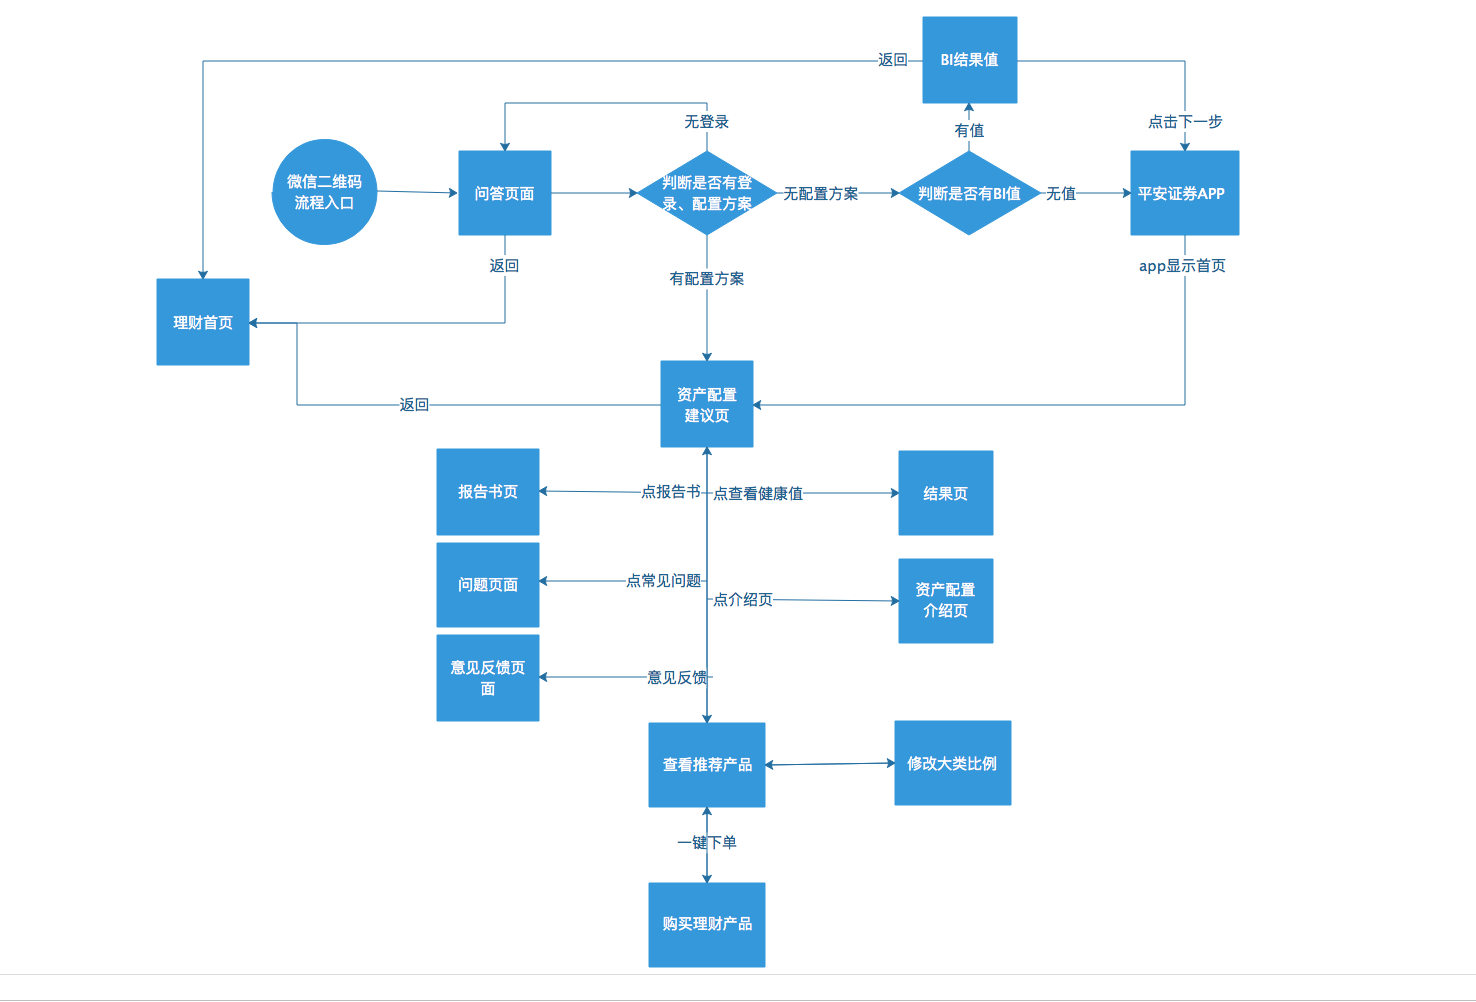 BI结果值
返回
无登录
有值
点击下一步
微信二维码
流程入口
问答页面
判断是否有登
录、配置方案
无配置方案
判断是否有BI值
无值
平安证券APP
返回
有配置方案
app显示首页
理财首页
资产配置
建议页
返回
报告书页
点报告书
点查看健康值
结果页
问题页面
点常见问题
点介绍页
资产配置
介绍页
意见反馈页
面
意见反馈
查看推荐产品
修改大类比例
一键下单
购买理财产品